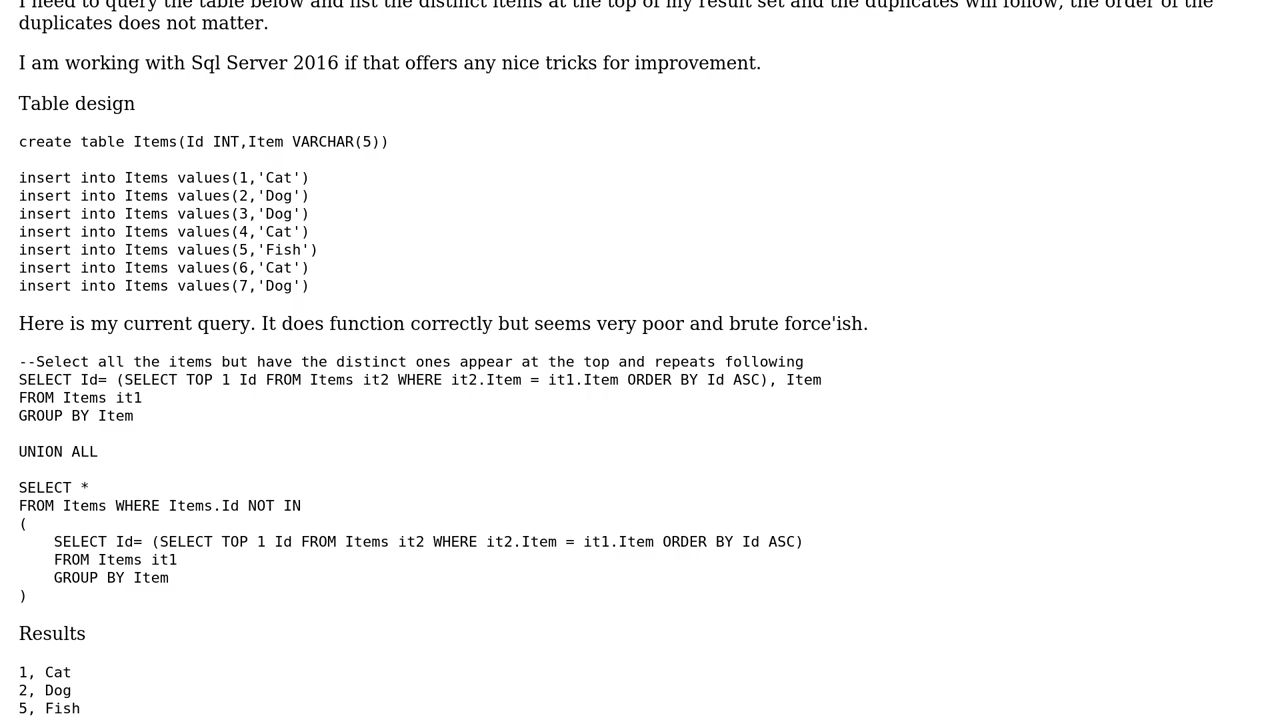 I need to query the table below and list the distinct items at the top of my result set and the duplicates will follow, the order of the
duplicates does not matter.
I am working with Sql Server 2016 if that offers any nice tricks for improvement.
Table design
create table Items(Id INT,Item VARCHAR(5))
insert into Items values(1,'Cat')
insert into Items values(2,'Dog')
insert into Items values(3,'Dog')
insert into Items values(4,'Cat')
insert into Items values(5,'Fish')
insert into Items values(6,'Cat')
insert into Items values(7,'Dog')
Here is my current query. It does function correctly but seems very poor and brute force'ish.
--Select all the items but have the distinct ones appear at the top and repeats following
SELECT Id= (SELECT TOP 1 Id FROM Items it2 WHERE it2.Item = it1.Item ORDER BY Id ASC), Item
FROM Items it1
GROUP BY Item
UNION ALL
SELECT *
FROM Items WHERE Items.Id NOT IN
(
    SELECT Id= (SELECT TOP 1 Id FROM Items it2 WHERE it2.Item = it1.Item ORDER BY Id ASC)
    FROM Items it1
    GROUP BY Item
)
Results
1, Cat
2, Dog
5, Fish